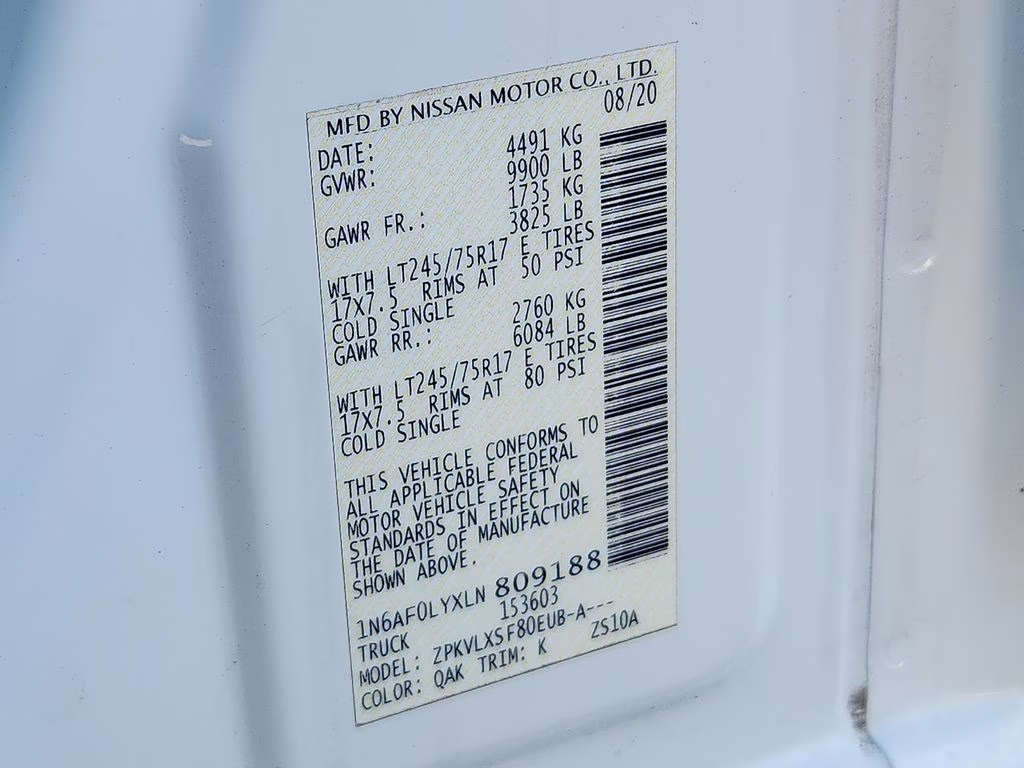 MFD BY NISSAN MOTOR CO., LTD.
DATE: 08/20
GVWR: 4491 KG
9900 LB
GAWR FR.: 1735 KG
3825 LB
WITH LT245/75R17 E TIRES
17X7.5 RIMS AT 50 PSI
COLD SINGLE
GAWR RR.: 2760 KG
6084 LB
WITH LT245/75R17 E TIRES
17X7.5 RIMS AT 80 PSI
COLD SINGLE
THIS VEHICLE CONFORMS TO
ALL APPLICABLE FEDERAL
MOTOR VEHICLE SAFETY
STANDARDS IN EFFECT ON
THE DATE OF MANUFACTURE
SHOWN ABOVE.
1N6AF0LYXLN 809188
TRUCK 153603
MODEL: ZPKVLXSF80EUB-A---
COLOR: QAK TRIM: K ZS10A